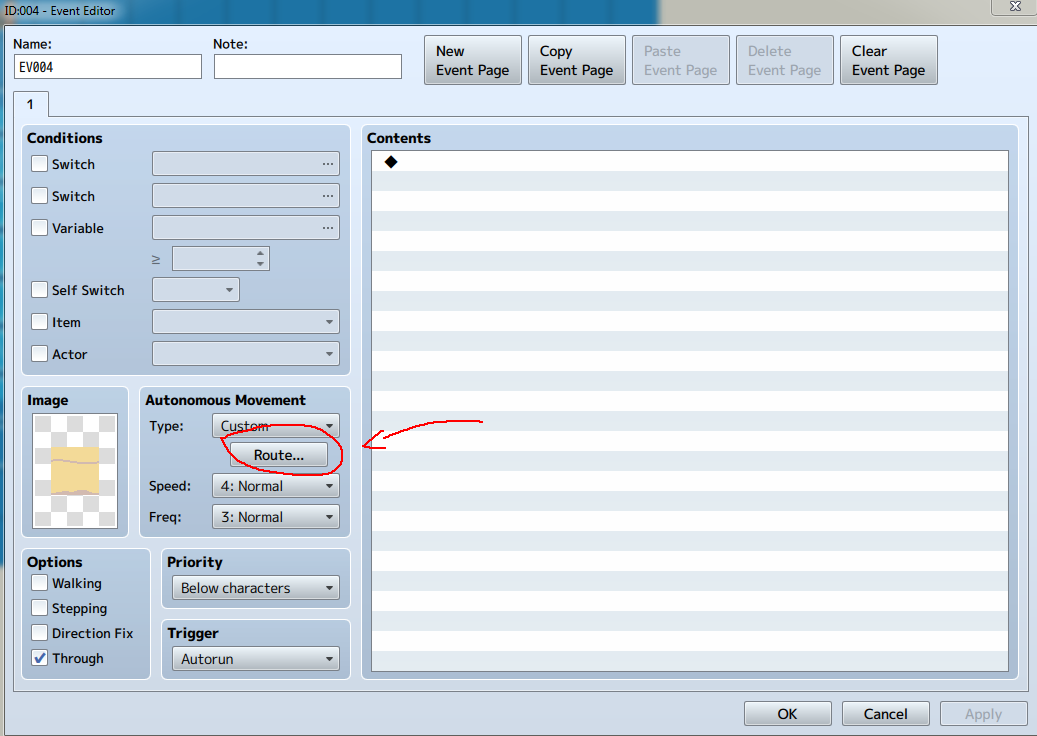 ID:004 - Event Editor
Name:
Note:
EV004
New
Event Page
Copy
Event Page
Paste
Event Page
Delete
Event Page
Clear
Event Page
1
Conditions
Switch
...
Switch
...
Variable
...
≥
Self Switch
Item
Actor
Image
Autonomous Movement
Type:
Custom
Route...
Speed:
4: Normal
Freq:
3: Normal
Options
Walking
Stepping
Direction Fix
Through
Priority
Below characters
Trigger
Autorun
Contents
◆
OK
Cancel
Apply